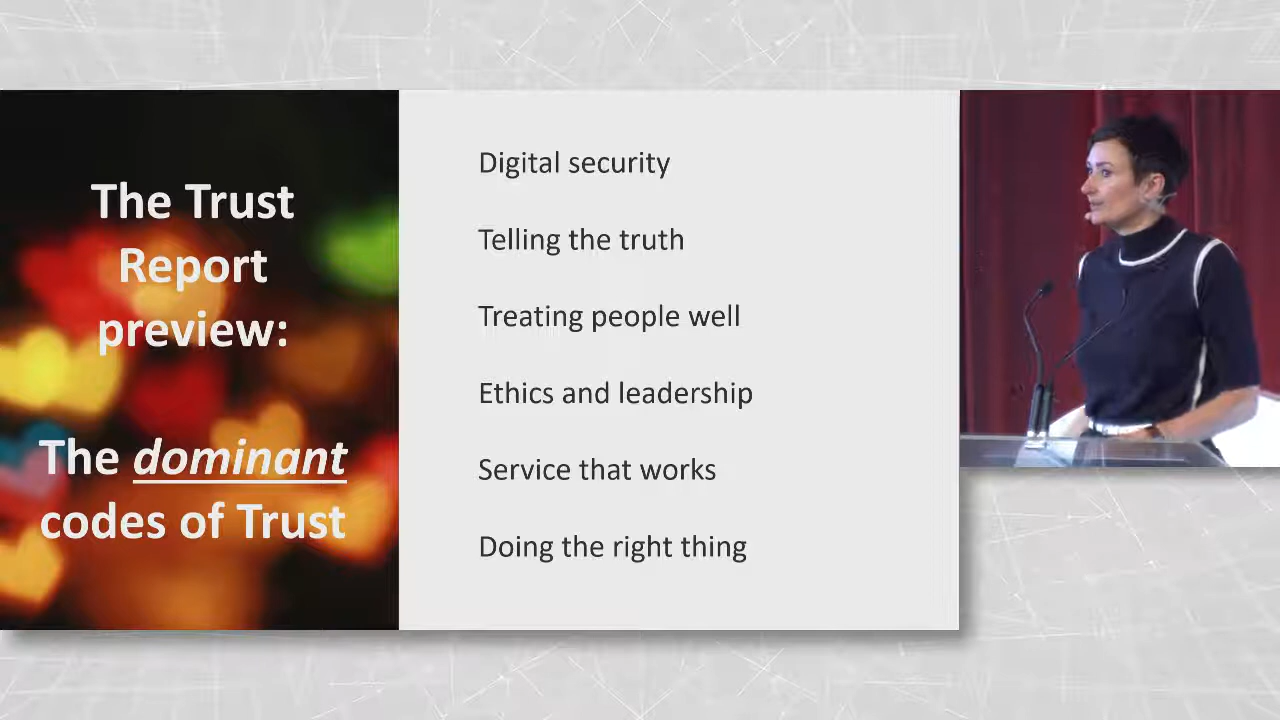 The Trust
Report
preview:
The dominant
codes of Trust
Digital security
Telling the truth
Treating people well
Ethics and leadership
Service that works
Doing the right thing